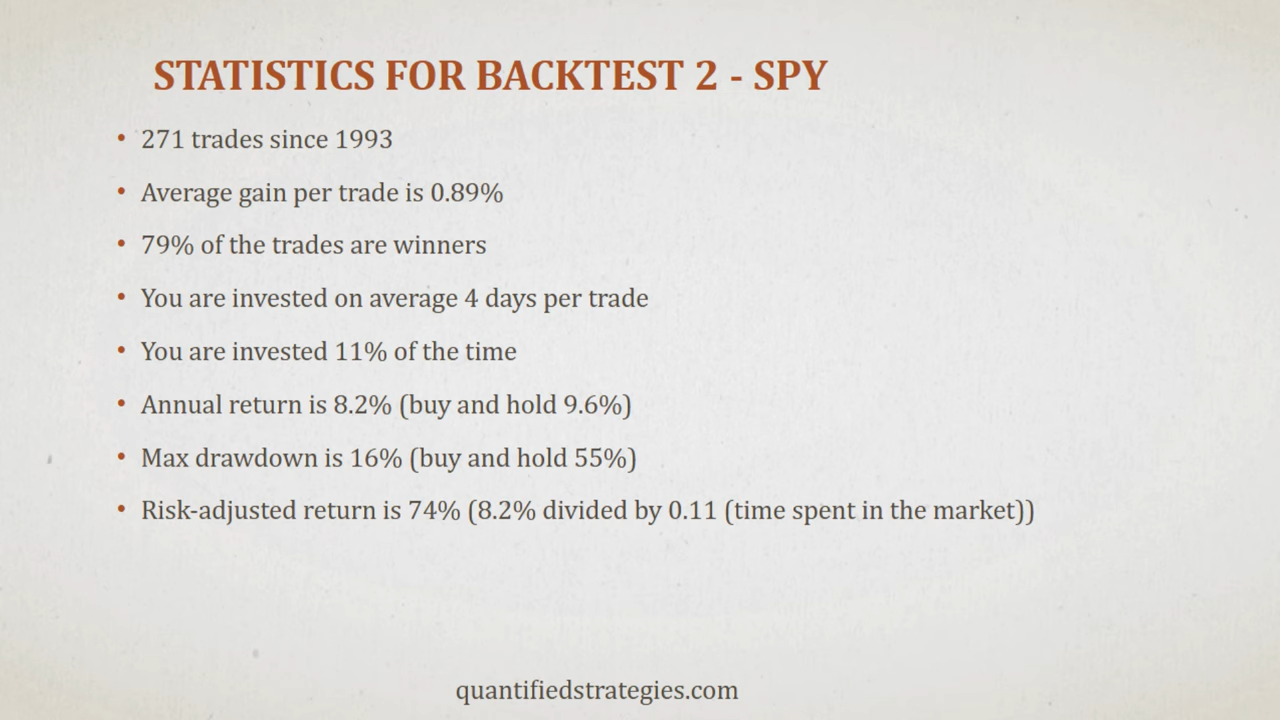 STATISTICS FOR BACKTEST 2 - SPY
• 271 trades since 1993
• Average gain per trade is 0.89%
• 79% of the trades are winners
• You are invested on average 4 days per trade
• You are invested 11% of the time
• Annual return is 8.2% (buy and hold 9.6%)
• Max drawdown is 16% (buy and hold 55%)
• Risk-adjusted return is 74% (8.2% divided by 0.11 (time spent in the market))
quantifiedstrategies.com